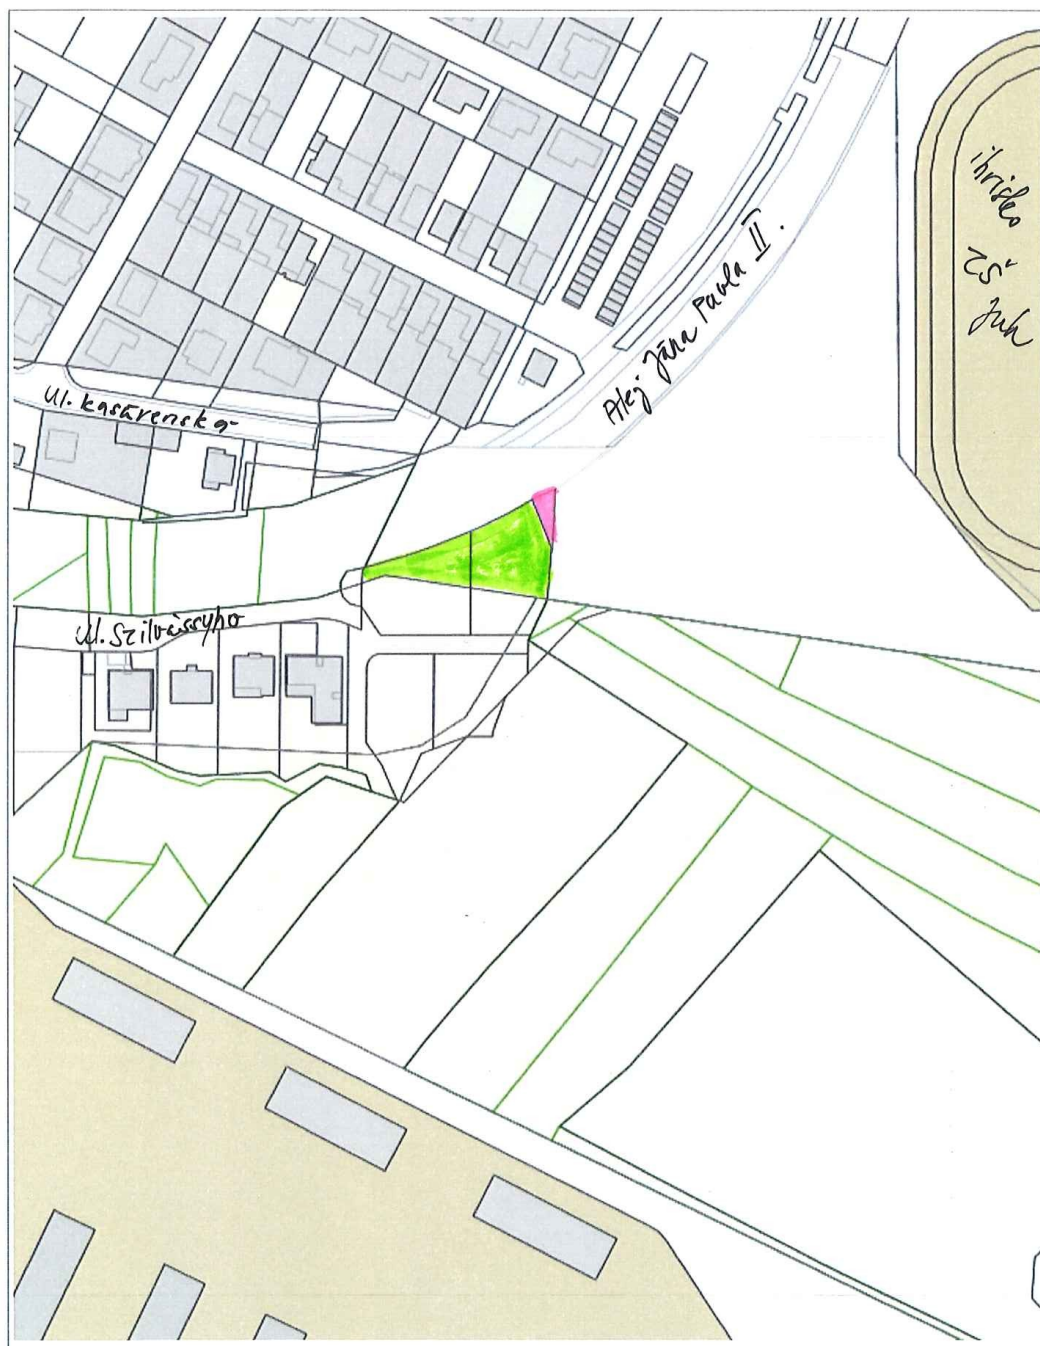 ihrisko
ZŠ
Juh
Alej Jána Pavla II.
Ul. Kasárenská
Ul. Szilvássyho